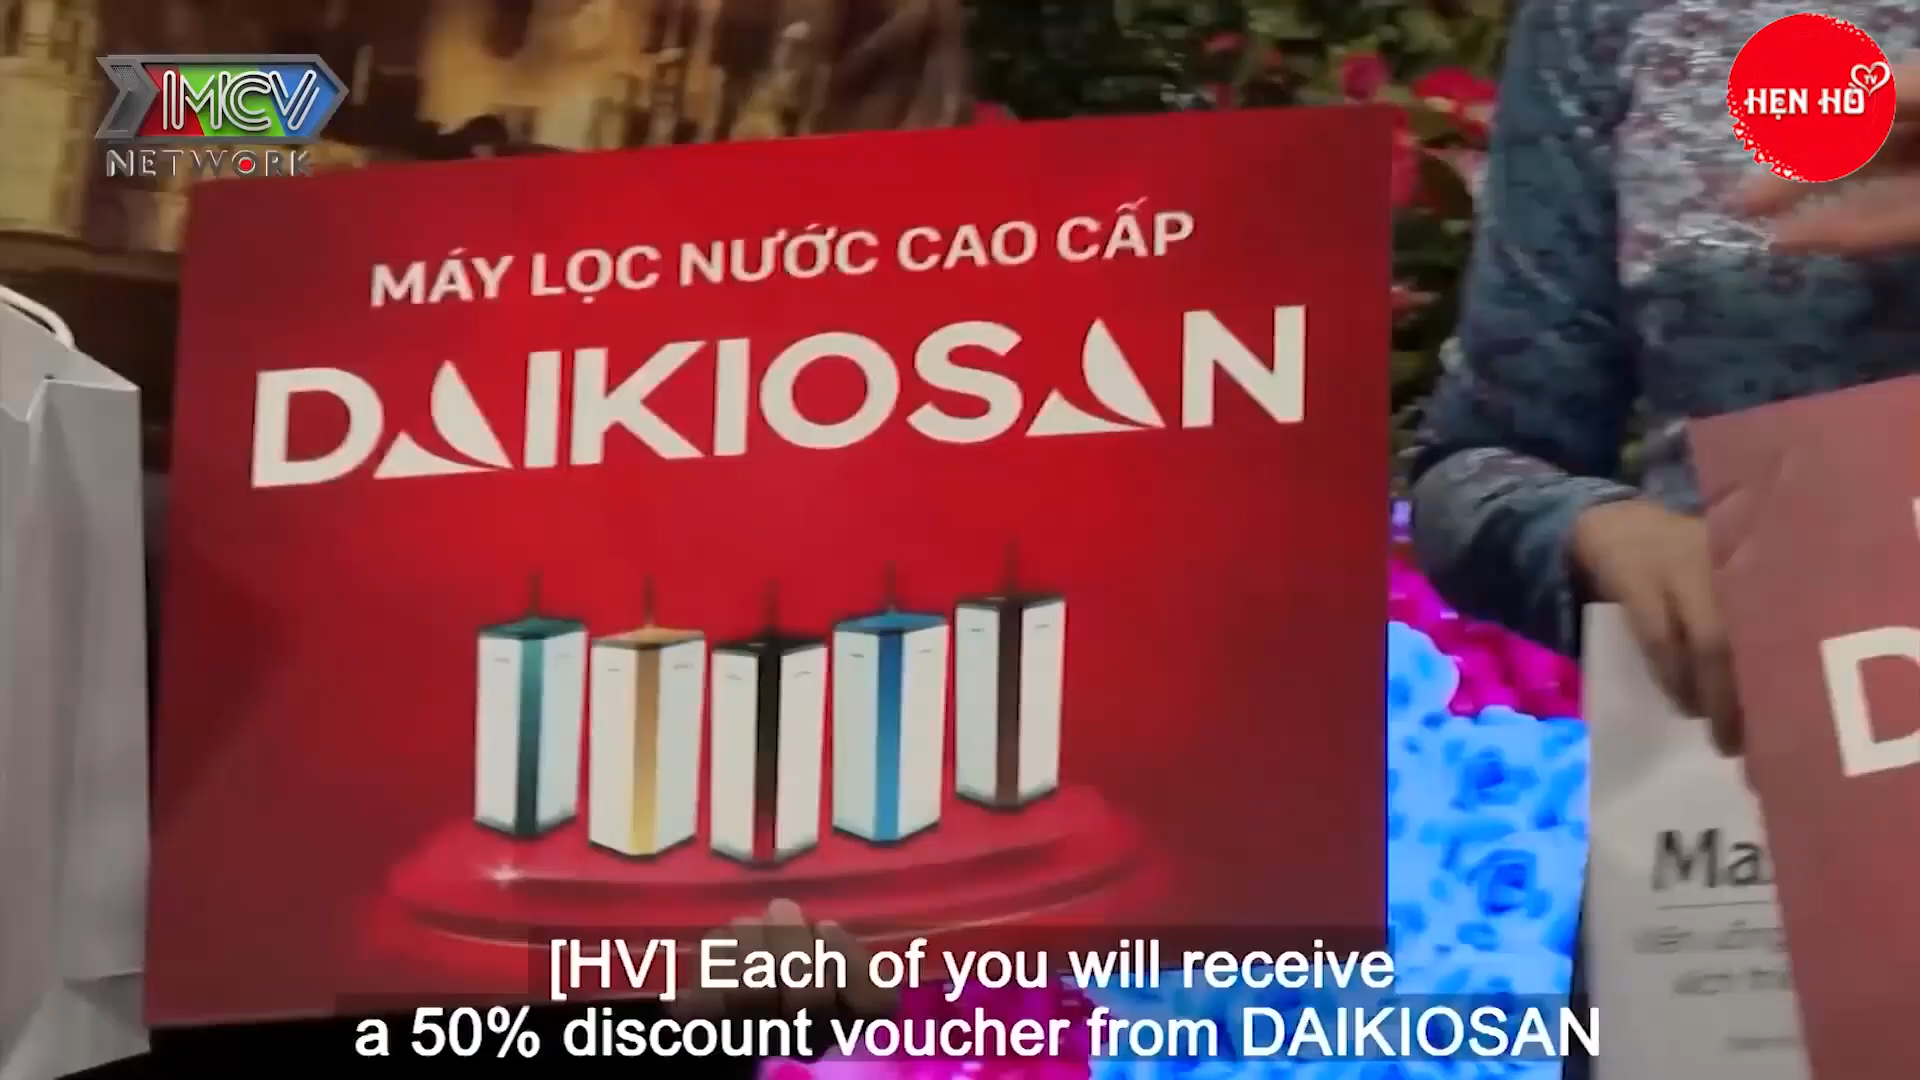 MCV
NETWORK
HẸN HÒ
TV
MÁY LỌC NƯỚC CAO CẤP
DAIKIOSAN
D
Ma
[HV] Each of you will receive
a 50% discount voucher from DAIKIOSAN